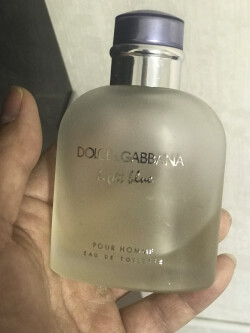 DOLCE&GABBANA
light blue
POUR HOMME
EAU DE TOILETTE